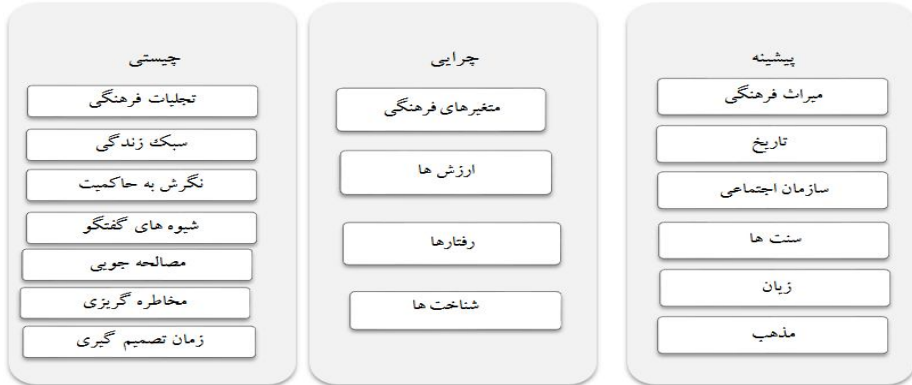 پیشینه
میراث فرهنگی
تاریخ
سازمان اجتماعی
سنت ها
زبان
مذهب
چرایی
متغیرهای فرهنگی
ارزش ها
رفتارها
شناخت ها
چیستی
تجلیات فرهنگی
سبک زندگی
نگرش به حاکمیت
شیوه های گفتگو
مصالحه جویی
مخاطره گریزی
زمان تصمیم گیری